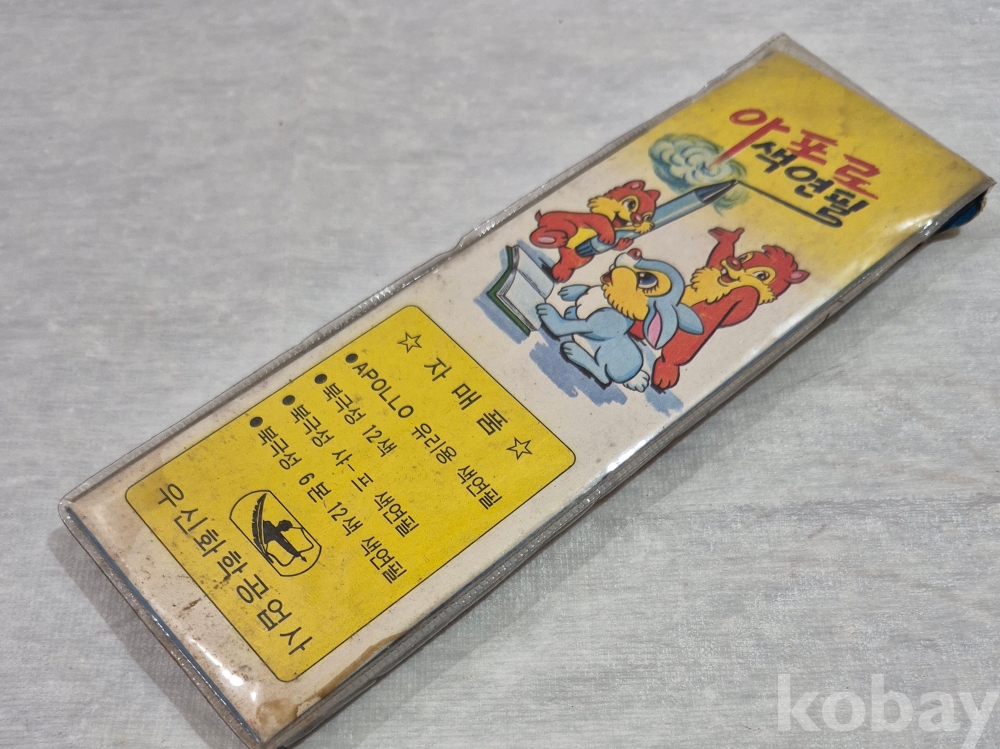 아포로
색연필
☆ 자매품 ☆
●APOLLO 유리용 색연필
●북극성 12색
●북극성 샤-프 색연필
●북극성 6본 12색 색연필
우신화학공업사
kobay